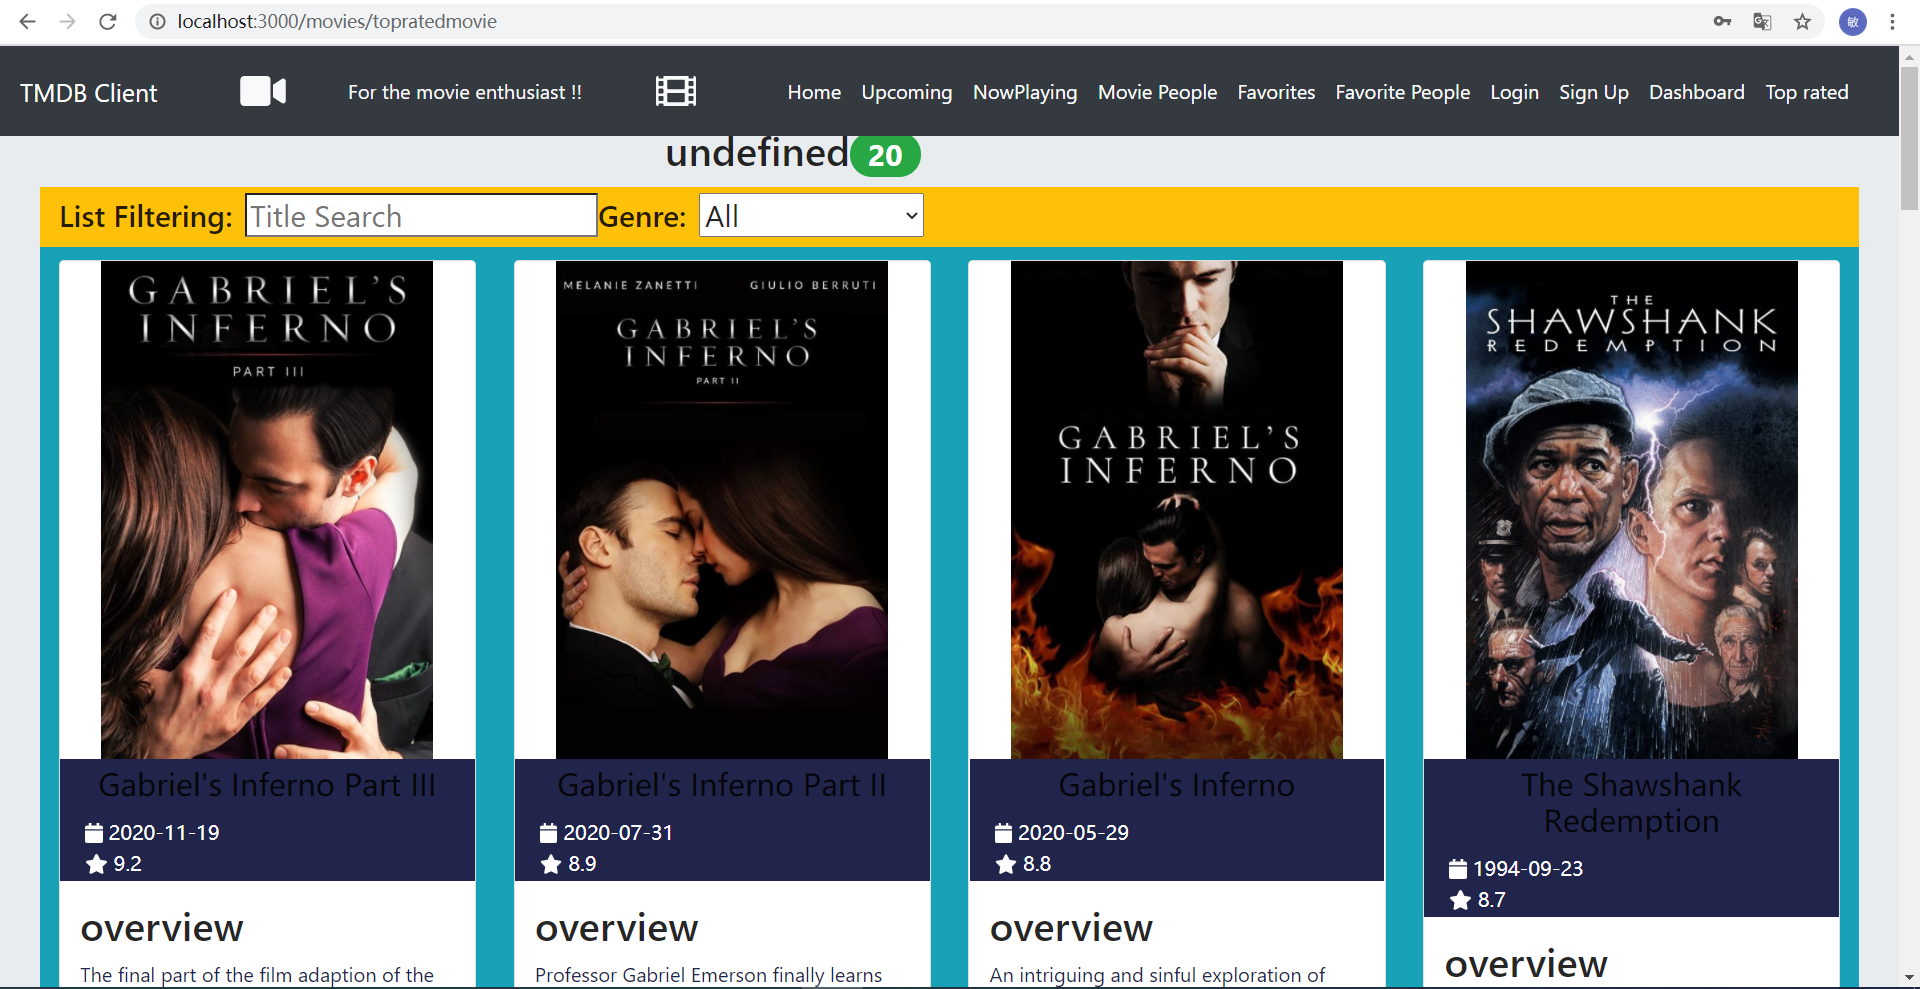 localhost:3000/movies/topratedmovie
敏
TMDB Client
For the movie enthusiast !!
Home Upcoming NowPlaying Movie People Favorites Favorite People Login Sign Up Dashboard Top rated
undefined 20
List Filtering: Title Search Genre: All
GABRIEL'S
INFERNO
PART III
MELANIE ZANETTI GIULIO BERRUTI
GABRIEL'S
INFERNO
PART II
GABRIEL'S
INFERNO
THE
SHAWSHANK
REDEMPTION
Gabriel's Inferno Part III
2020-11-19
9.2
overview
The final part of the film adaption of the
Gabriel's Inferno Part II
2020-07-31
8.9
overview
Professor Gabriel Emerson finally learns
Gabriel's Inferno
2020-05-29
8.8
overview
An intriguing and sinful exploration of
The Shawshank
Redemption
1994-09-23
8.7
overview